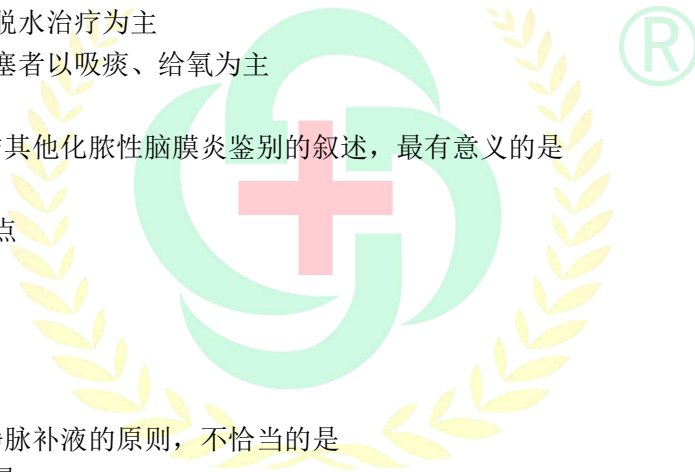 脱水治疗为主
塞者以吸痰、给氧为主
其他化脓性脑膜炎鉴别的叙述，最有意义的是
点
脉补液的原则，不恰当的是
®